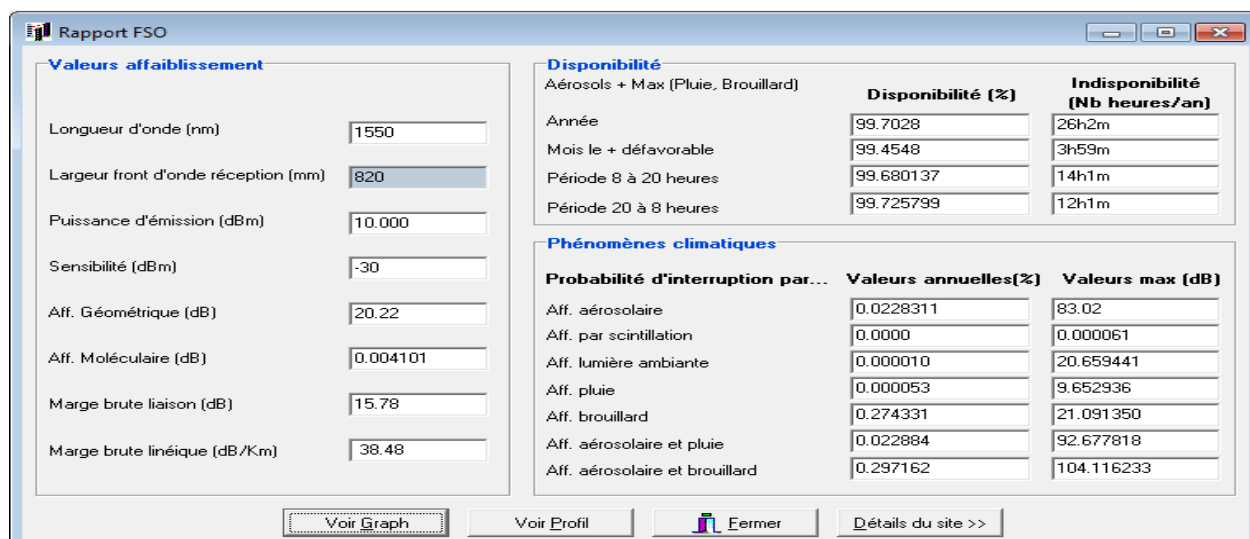 Rapport FSO
Valeurs affaiblissement
Longueur d'onde (nm) 1550
Largeur front d'onde réception (mm) 820
Puissance d'émission (dBm) 10.000
Sensibilité (dBm) -30
Aff. Géométrique (dB) 20.22
Aff. Moléculaire (dB) 0.004101
Marge brute liaison (dB) 15.78
Marge brute linéique (dB/Km) 38.48
Disponibilité
Aérosols + Max (Pluie, Brouillard) Disponibilité (%) Indisponibilité (Nb heures/an)
Année 99.7028 26h2m
Mois le + défavorable 99.4548 3h59m
Période 8 à 20 heures 99.680137 14h1m
Période 20 à 8 heures 99.725799 12h1m
Phénomènes climatiques
Probabilité d'interruption par... Valeurs annuelles(%) Valeurs max (dB)
Aff. aérosolaire 0.0228311 83.02
Aff. par scintillation 0.0000 0.000061
Aff. lumière ambiante 0.000010 20.659441
Aff. pluie 0.000053 9.652936
Aff. brouillard 0.274331 21.091350
Aff. aérosolaire et pluie 0.022884 92.677818
Aff. aérosolaire et brouillard 0.297162 104.116233
Voir Graph Voir Profil Fermer Détails du site >>